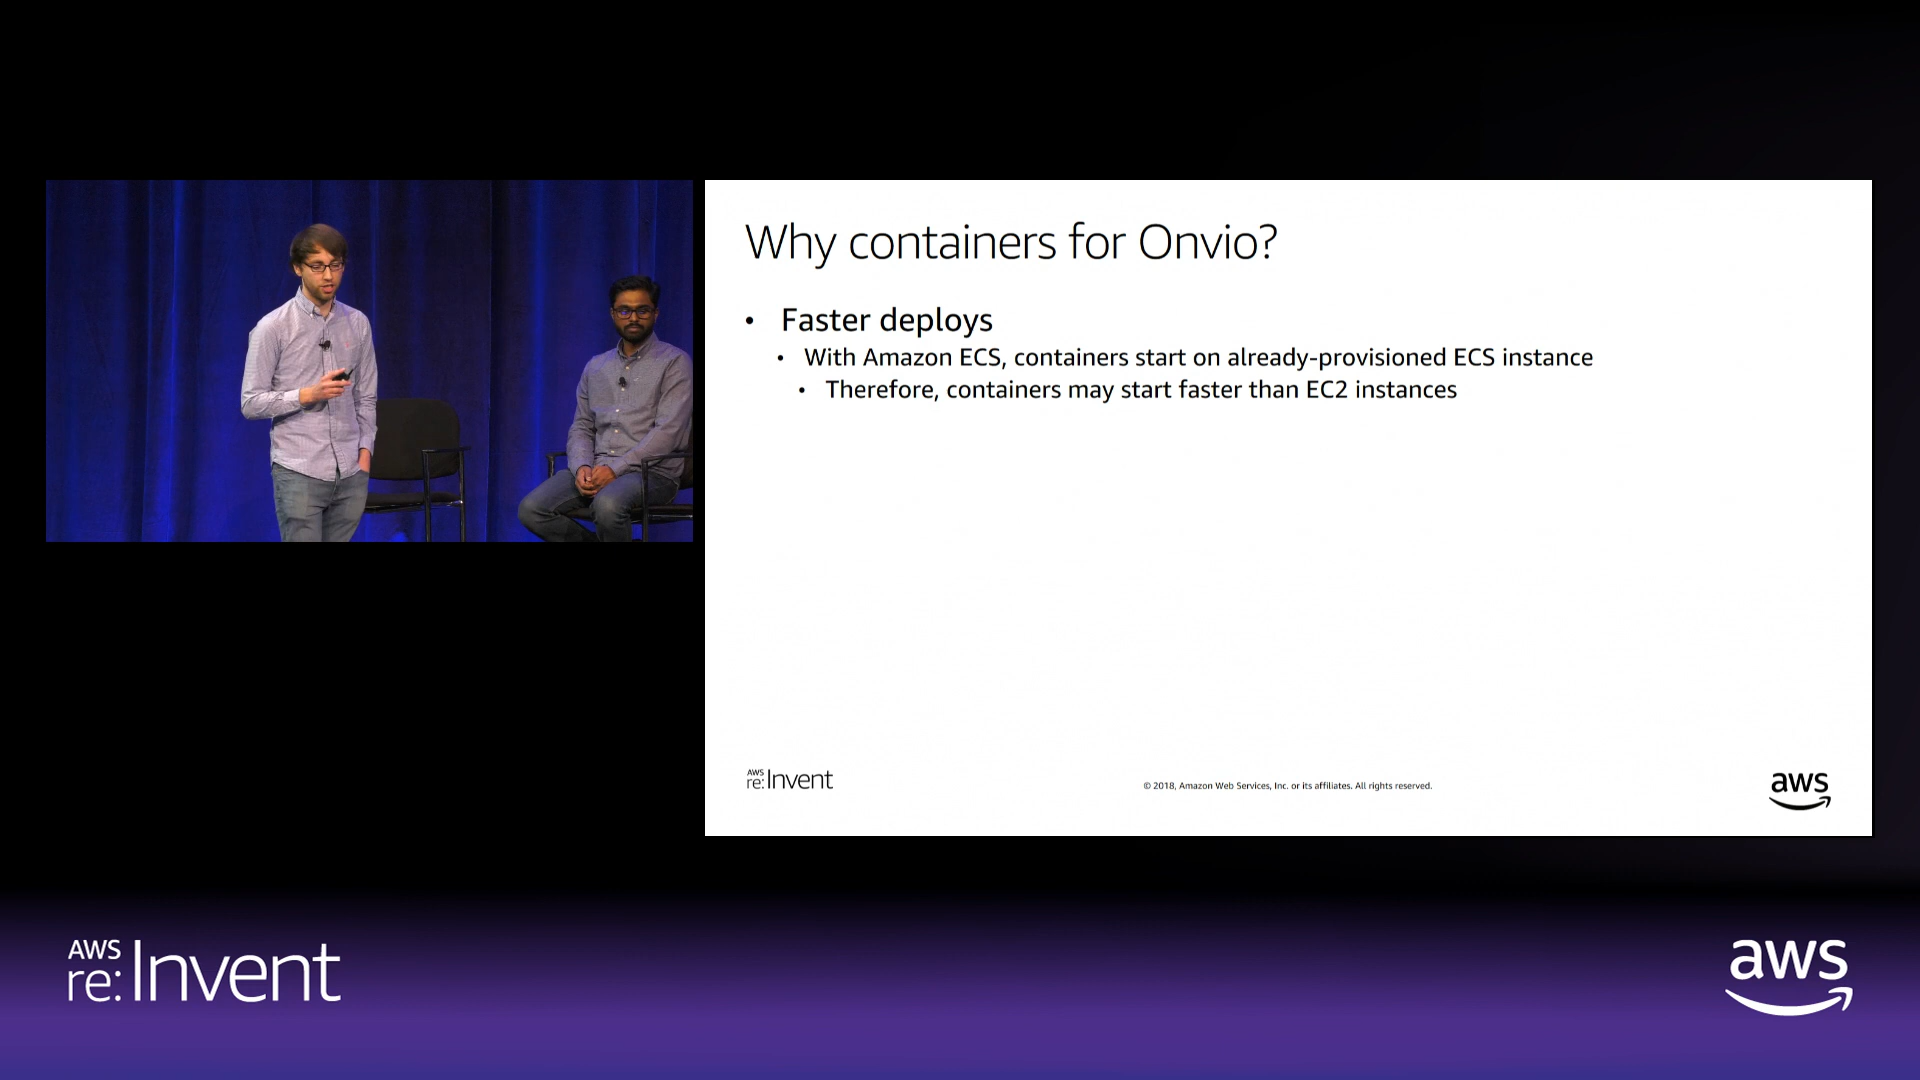 Why containers for Onvio?
• Faster deploys
• With Amazon ECS, containers start on already-provisioned ECS instance
• Therefore, containers may start faster than EC2 instances
AWS
re:Invent
© 2018, Amazon Web Services, Inc. or its affiliates. All rights reserved.
aws
AWS
re:Invent
aws